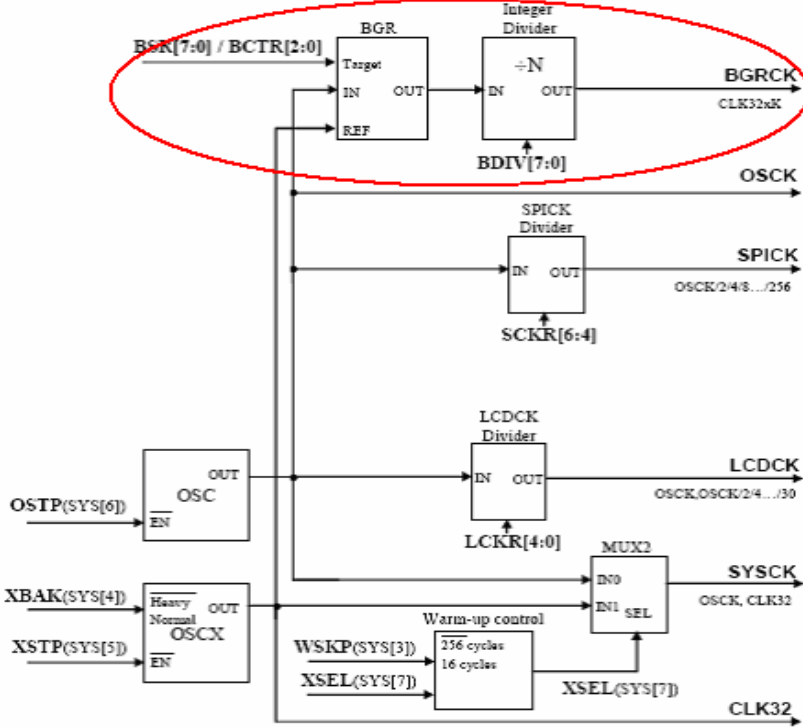 BGR
Integer
Divider
BSR[7:0] / BCTR[2:0]
Target
IN
OUT
REF
÷N
IN OUT
BDIV[7:0]
BGRCK
CLK32xK
OSCK
SPICK
Divider
IN OUT
SCKR[6:4]
SPICK
OSCK/2/4/8.../256
LCDCK
Divider
IN OUT
LCKR[4:0]
LCDCK
OSCK,OSCK/2/4.../30
OUT
OSC
OSTP(SYS[6])
EN
MUX2
IN0
IN1
SEL
SYSCK
OSCK, CLK32
XBAK(SYS[4])
Heavy
Normal
OUT
OSCX
XSTP(SYS[5])
EN
Warm-up control
WSKP(SYS[3])
256 cycles
16 cycles
XSEL(SYS[7])
XSEL(SYS[7])
CLK32